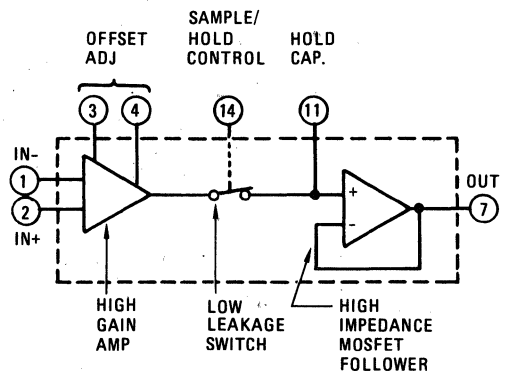 OFFSET
ADJ
SAMPLE/
HOLD
CONTROL
HOLD
CAP.
3
4
14
11
IN-
1
2
IN+
+
-
OUT
7
HIGH
GAIN
AMP
LOW
LEAKAGE
SWITCH
HIGH
IMPEDANCE
MOSFET
FOLLOWER